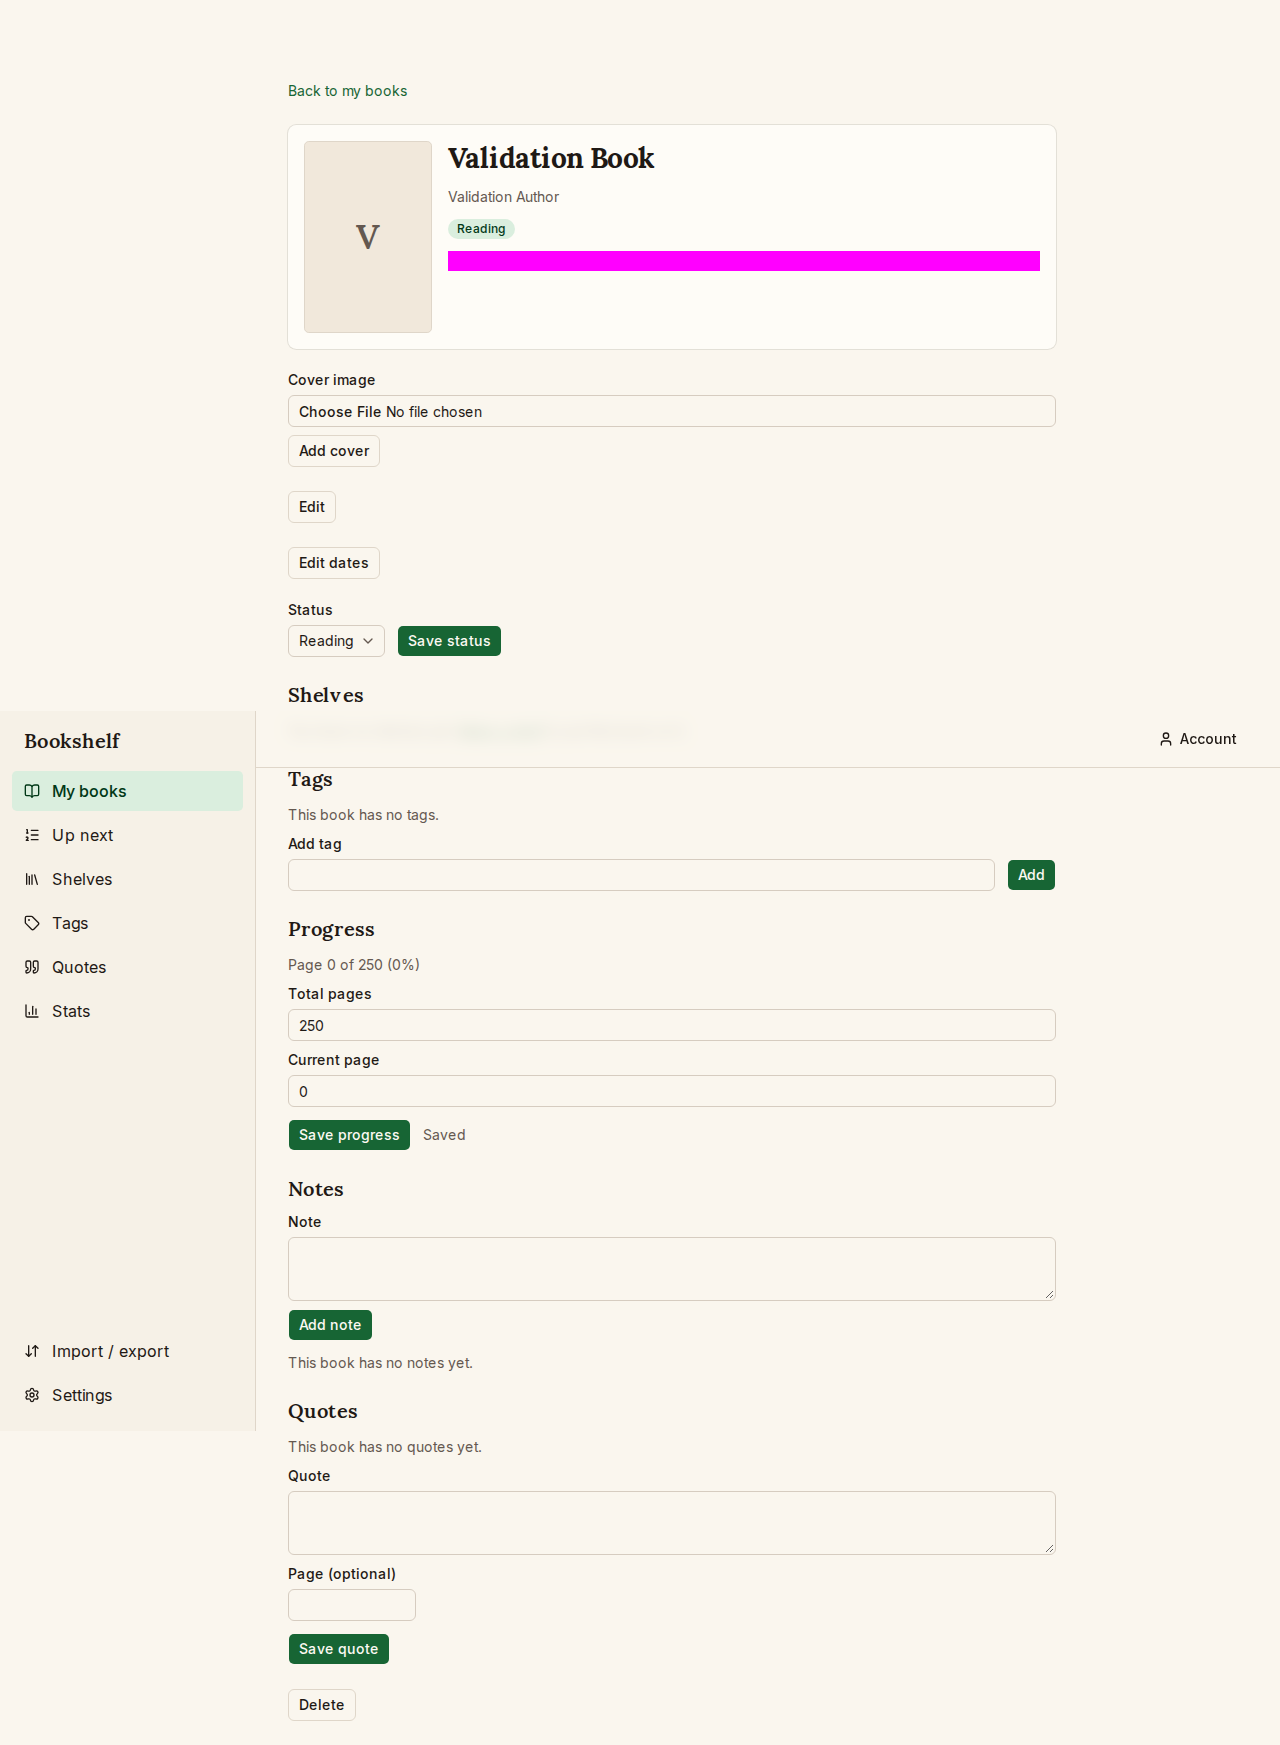 Back to my books
V
Validation Book
Validation Author
Reading
Cover image
Choose File No file chosen
Add cover
Edit
Edit dates
Status
Reading
Save status
Shelves
Bookshelf
Account
My books
Up next
Shelves
Tags
Quotes
Stats
Import / export
Settings
Tags
This book has no tags.
Add tag
Add
Progress
Page 0 of 250 (0%)
Total pages
250
Current page
0
Save progress
Saved
Notes
Note
Add note
This book has no notes yet.
Quotes
This book has no quotes yet.
Quote
Page (optional)
Save quote
Delete